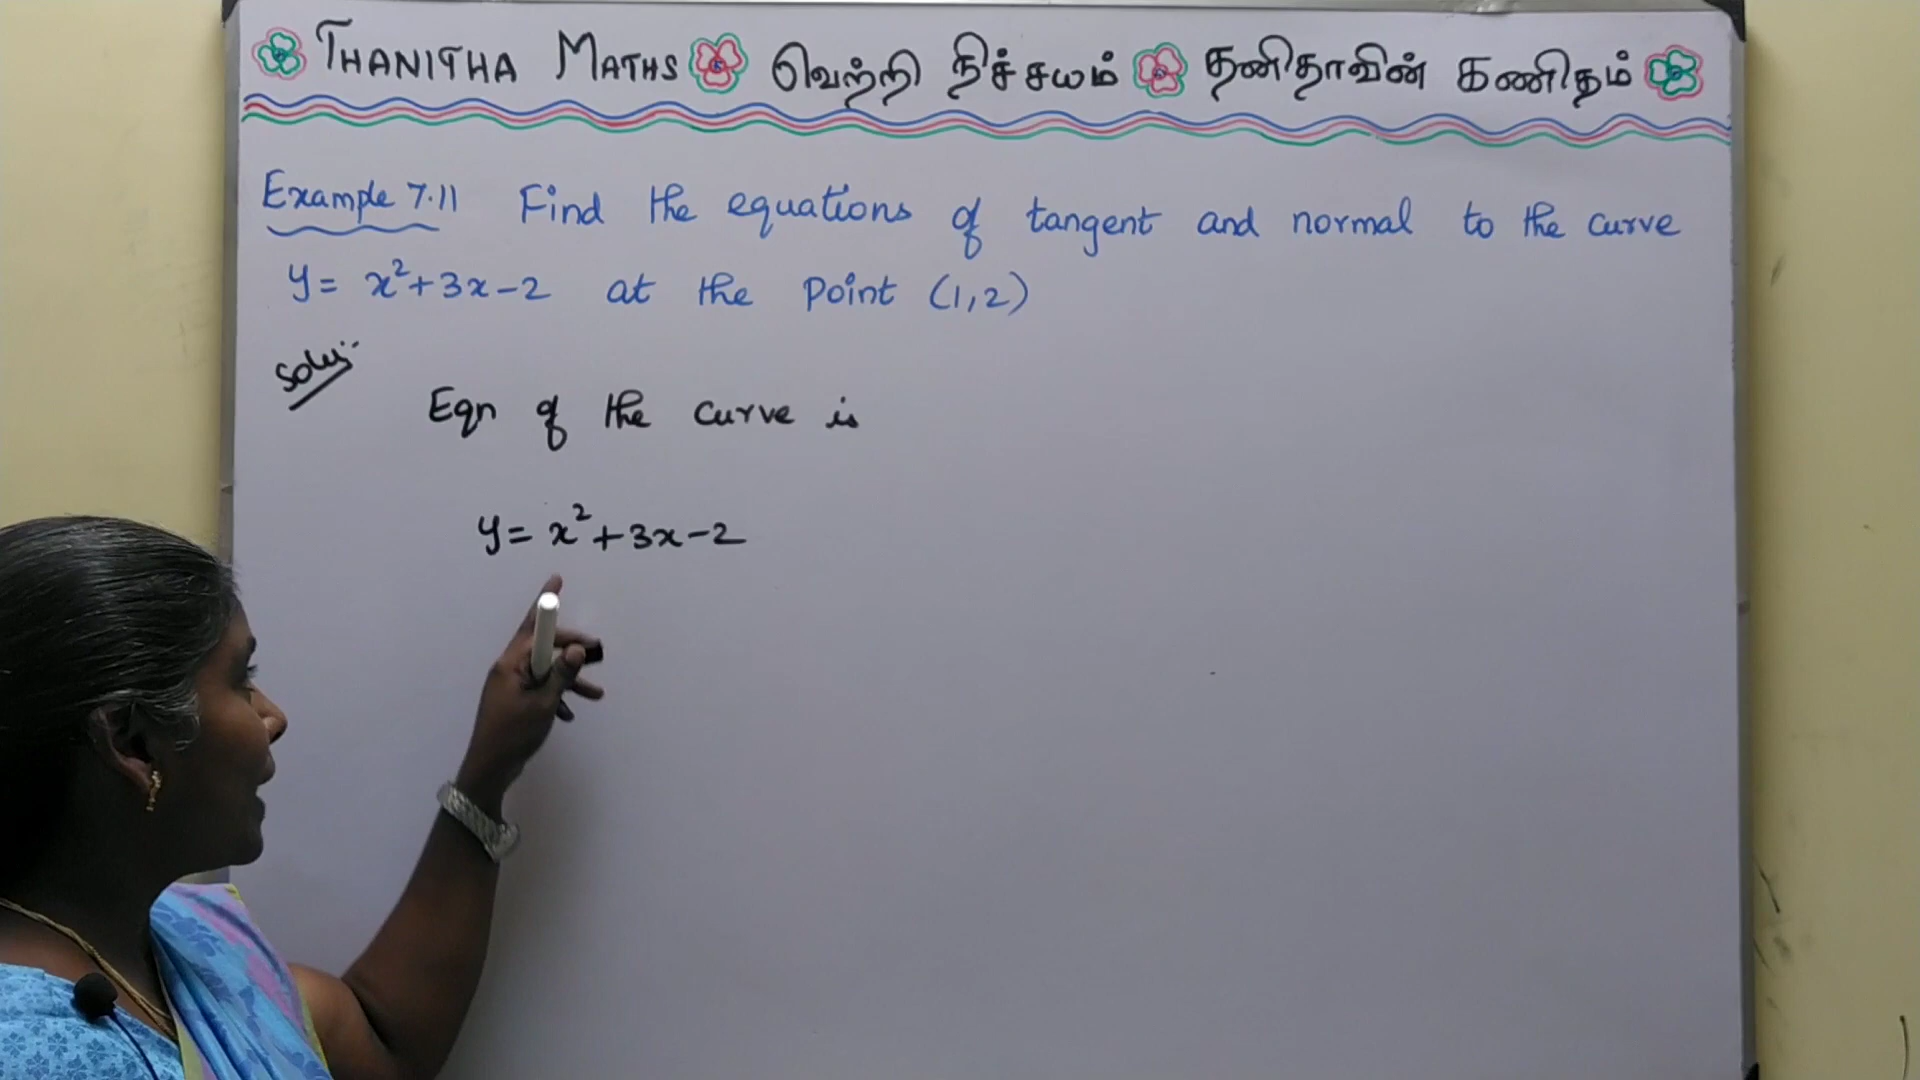 THANITHA MATHS வெற்றி நிச்சயம் தனிதாவின் கணிதம்
Example 7.11 Find the equations of tangent and normal to the curve
y = x²+3x-2 at the point (1,2)
Soln:
Eqn of the curve is
y = x²+3x-2